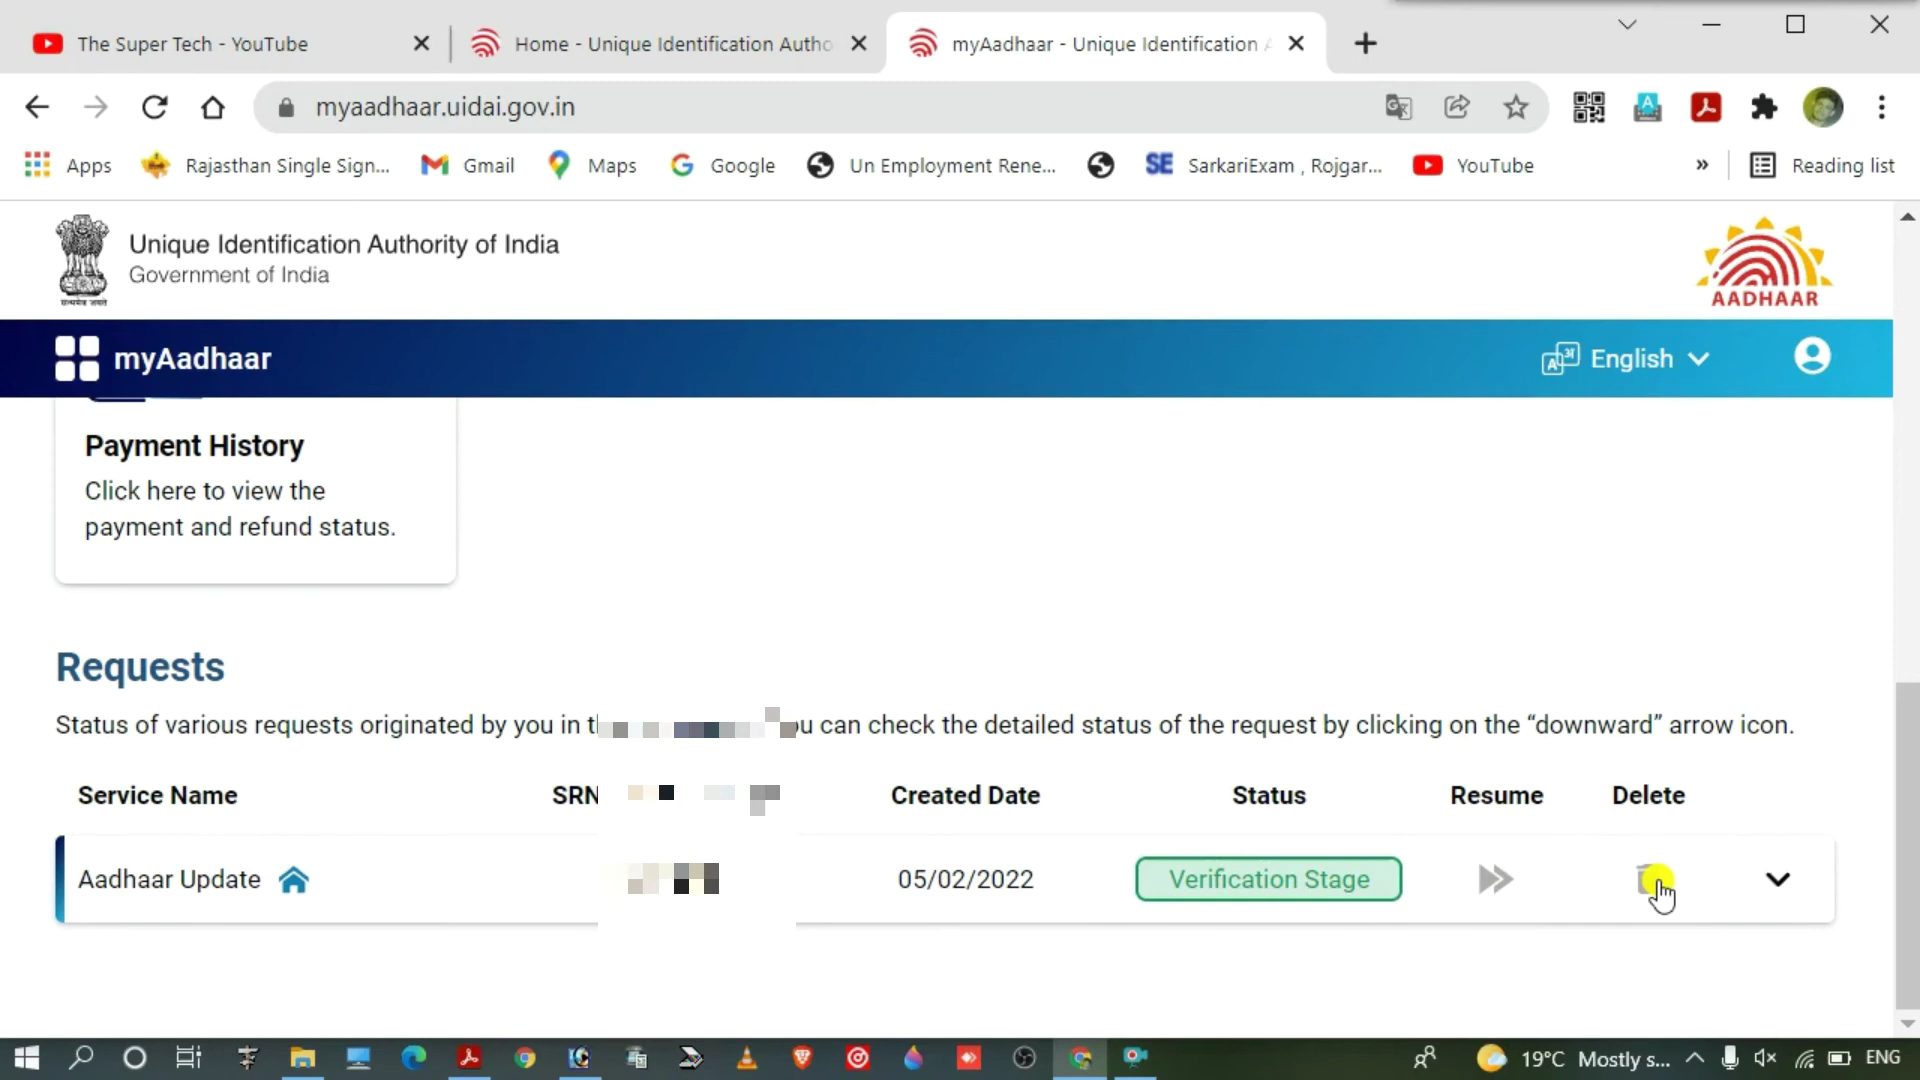 The Super Tech - YouTube
Home - Unique Identification Autho
myAadhaar - Unique Identification
myaadhaar.uidai.gov.in
Apps
Rajasthan Single Sign...
Gmail
Maps
Google
Un Employment Rene...
SE
SarkariExam , Rojgar...
YouTube
»
Reading list
सत्यमेव जयते
Unique Identification Authority of India
Government of India
AADHAAR
myAadhaar
English
Payment History
Click here to view the
payment and refund status.
Requests
Status of various requests originated by you in can check the detailed status of the request by clicking on the “downward” arrow icon.
Service Name SRN Created Date Status Resume Delete
Aadhaar Update 05/02/2022 Verification Stage
19°C Mostly s... ENG